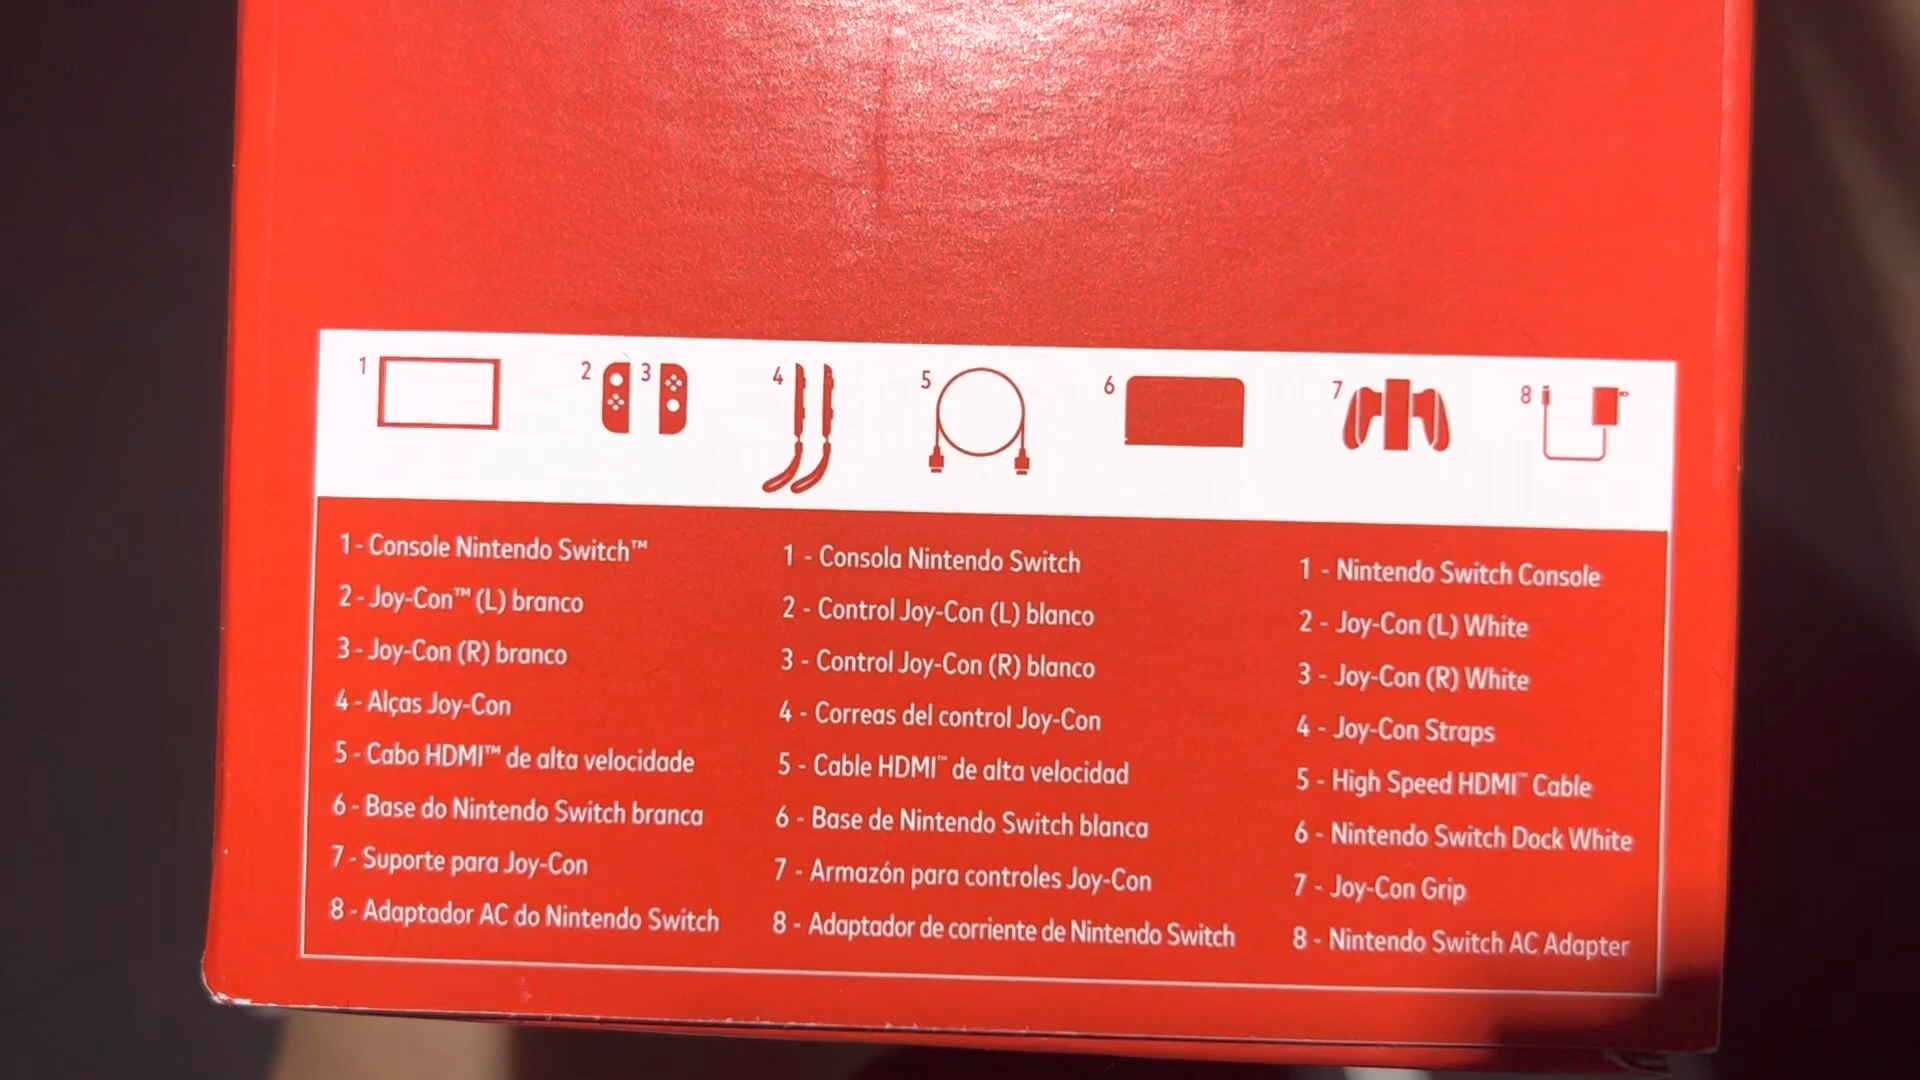 1
2
3
4
5
6
7
8
1 - Console Nintendo Switch™
2 - Joy-Con™ (L) branco
3 - Joy-Con (R) branco
4 - Alças Joy-Con
5 - Cabo HDMI™ de alta velocidade
6 - Base do Nintendo Switch branca
7 - Suporte para Joy-Con
8 - Adaptador AC do Nintendo Switch
1 - Consola Nintendo Switch
2 - Control Joy-Con (L) blanco
3 - Control Joy-Con (R) blanco
4 - Correas del control Joy-Con
5 - Cable HDMI™ de alta velocidad
6 - Base de Nintendo Switch blanca
7 - Armazón para controles Joy-Con
8 - Adaptador de corriente de Nintendo Switch
1 - Nintendo Switch Console
2 - Joy-Con (L) White
3 - Joy-Con (R) White
4 - Joy-Con Straps
5 - High Speed HDMI™ Cable
6 - Nintendo Switch Dock White
7 - Joy-Con Grip
8 - Nintendo Switch AC Adapter